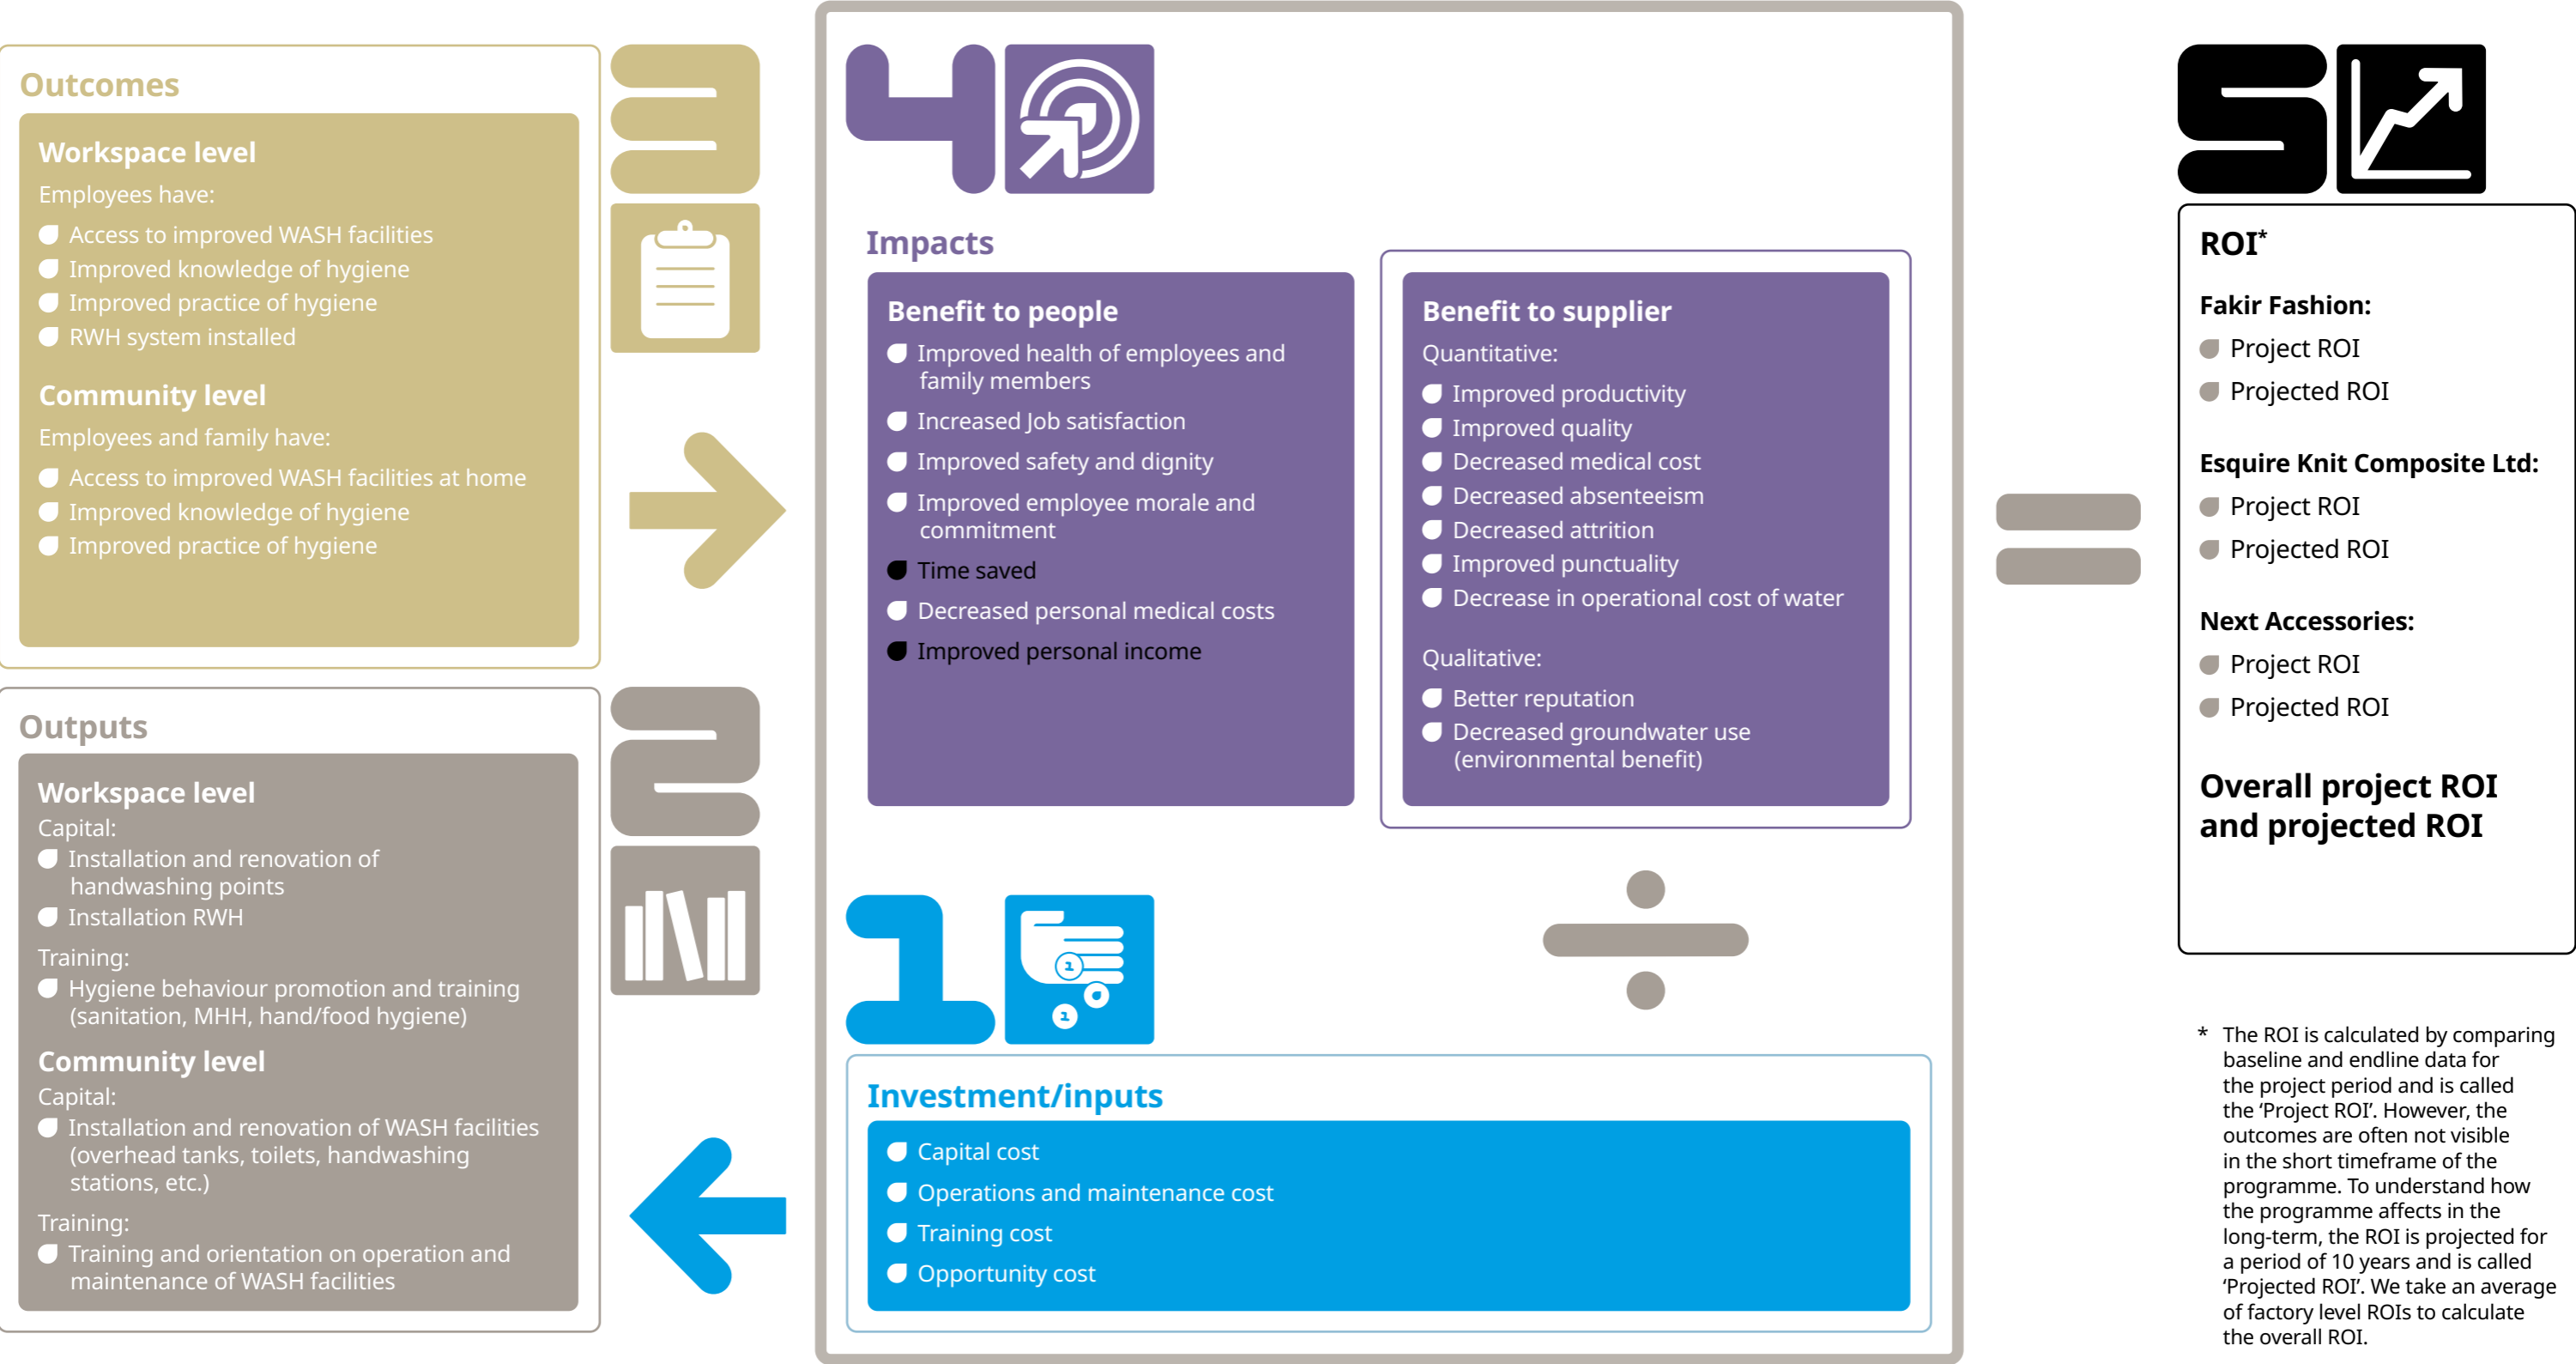 Outcomes
Workspace level
Employees have:
Access to improved WASH facilities
Improved knowledge of hygiene
Improved practice of hygiene
RWH system installed
Community level
Employees and family have:
Access to improved WASH facilities at home
Improved knowledge of hygiene
Improved practice of hygiene
3
Outputs
Workspace level
Capital:
Installation and renovation of
handwashing points
Installation RWH
Training:
Hygiene behaviour promotion and training
(sanitation, MHH, hand/food hygiene)
Community level
Capital:
Installation and renovation of WASH facilities
(overhead tanks, toilets, handwashing
stations, etc.)
Training:
Training and orientation on operation and
maintenance of WASH facilities
2
4
Impacts
Benefit to people
Improved health of employees and
family members
Increased Job satisfaction
Improved safety and dignity
Improved employee morale and
commitment
Time saved
Decreased personal medical costs
Improved personal income
Benefit to supplier
Quantitative:
Improved productivity
Improved quality
Decreased medical cost
Decreased absenteeism
Decreased attrition
Improved punctuality
Decrease in operational cost of water
Qualitative:
Better reputation
Decreased groundwater use
(environmental benefit)
÷
1
1
1
Investment/inputs
Capital cost
Operations and maintenance cost
Training cost
Opportunity cost
=
5
ROI*
Fakir Fashion:
Project ROI
Projected ROI
Esquire Knit Composite Ltd:
Project ROI
Projected ROI
Next Accessories:
Project ROI
Projected ROI
Overall project ROI
and projected ROI
* The ROI is calculated by comparing
baseline and endline data for
the project period and is called
the ‘Project ROI’. However, the
outcomes are often not visible
in the short timeframe of the
programme. To understand how
the programme affects in the
long-term, the ROI is projected for
a period of 10 years and is called
‘Projected ROI’. We take an average
of factory level ROIs to calculate
the overall ROI.